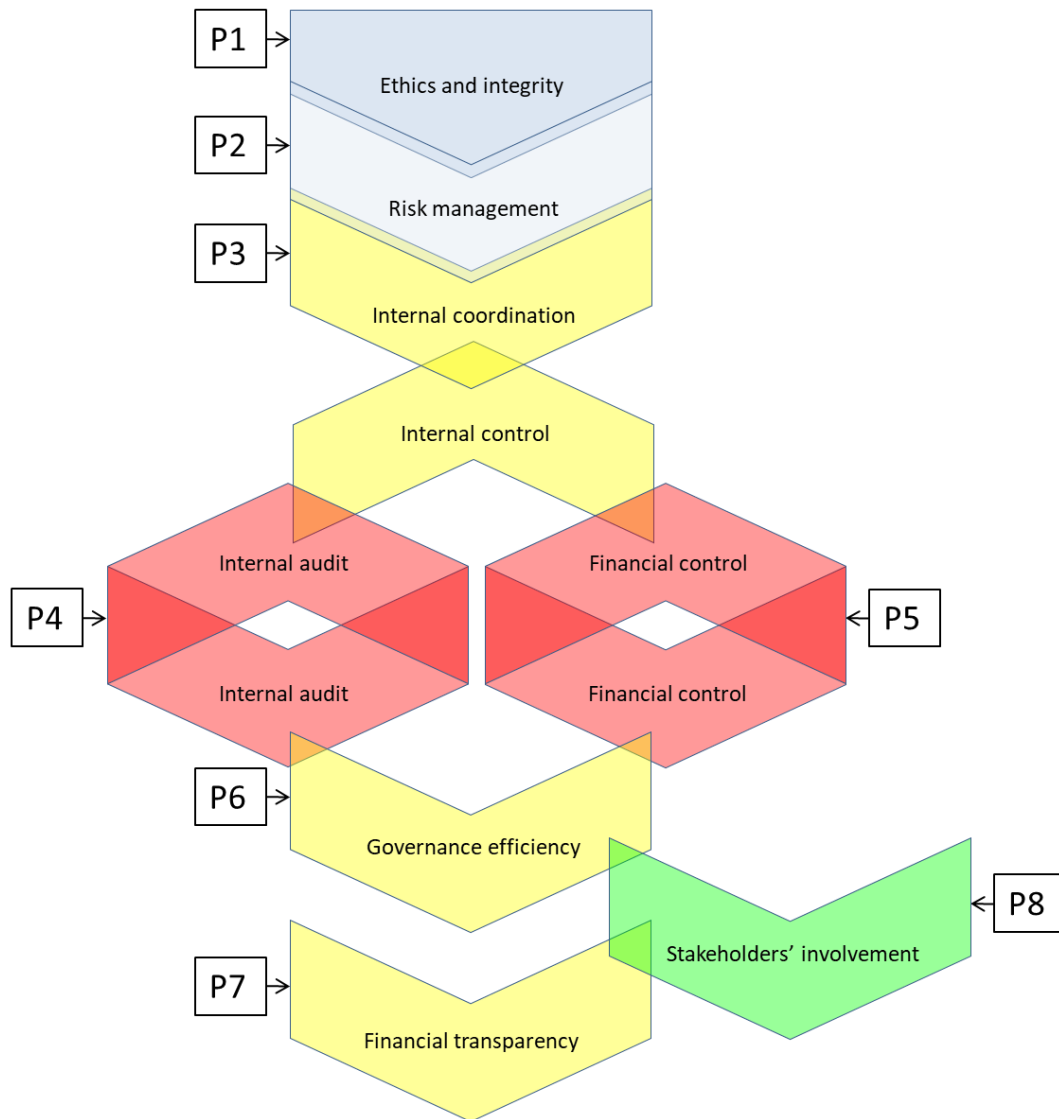 P1
Ethics and integrity
P2
Risk management
P3
Internal coordination
Internal control
Internal audit
Financial control
P4
P5
Internal audit
Financial control
P6
Governance efficiency
P8
Stakeholders’ involvement
P7
Financial transparency